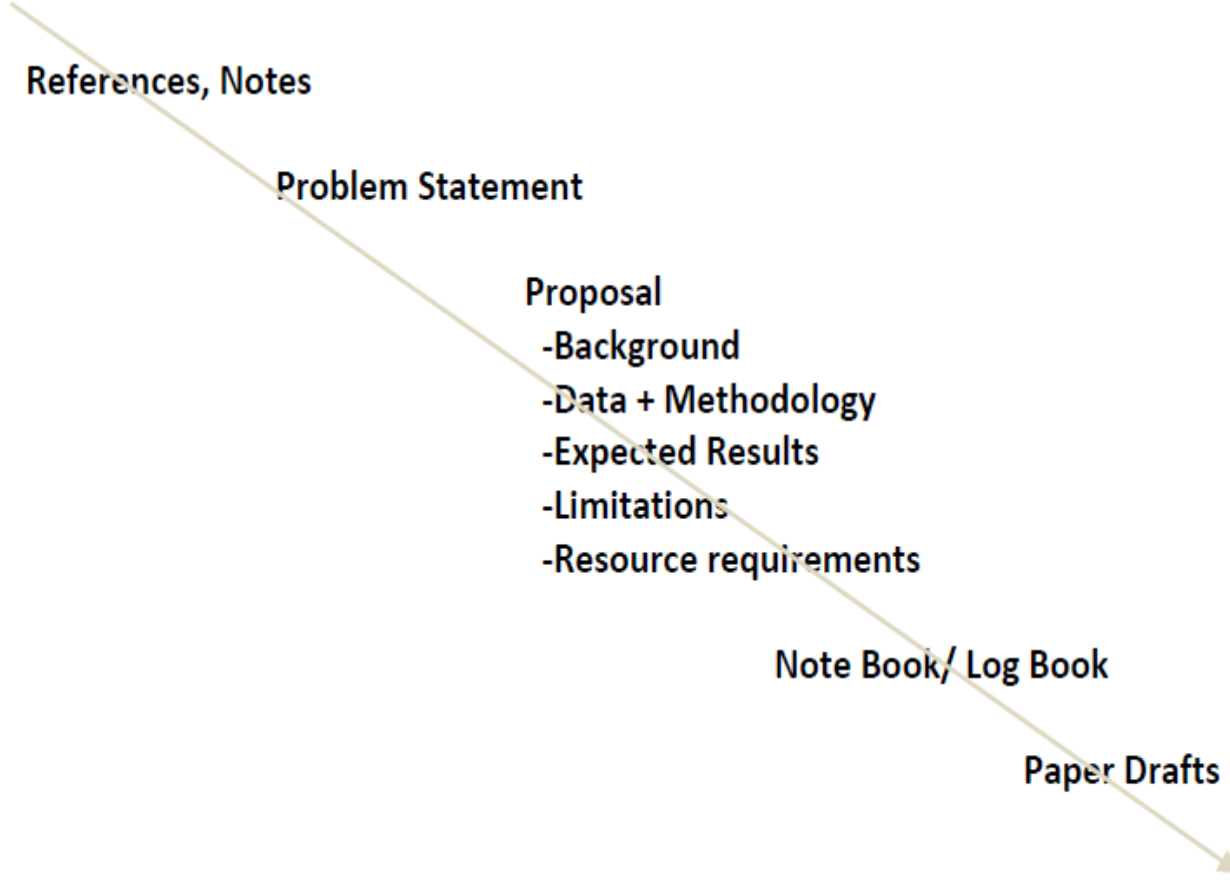 References, Notes
Problem Statement
Proposal
-Background
-Data + Methodology
-Expected Results
-Limitations
-Resource requirements
Note Book/ Log Book
Paper Drafts